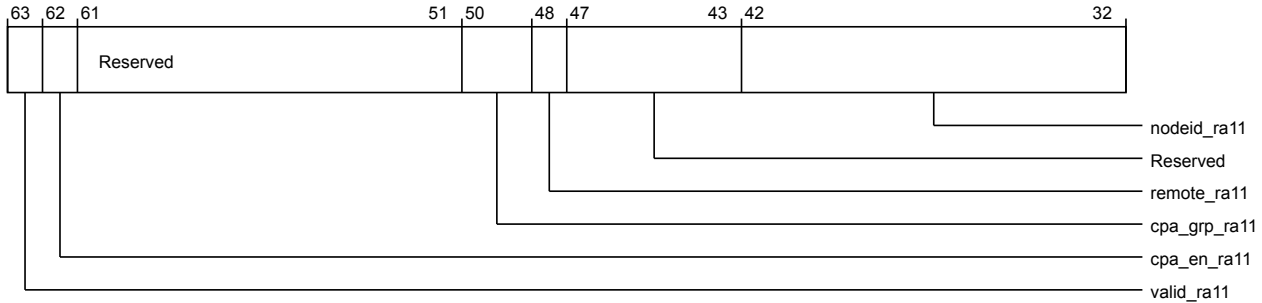 63 62 61 51 50 48 47 43 42 32
Reserved
nodeid_ra11
Reserved
remote_ra11
cpa_grp_ra11
cpa_en_ra11
valid_ra11